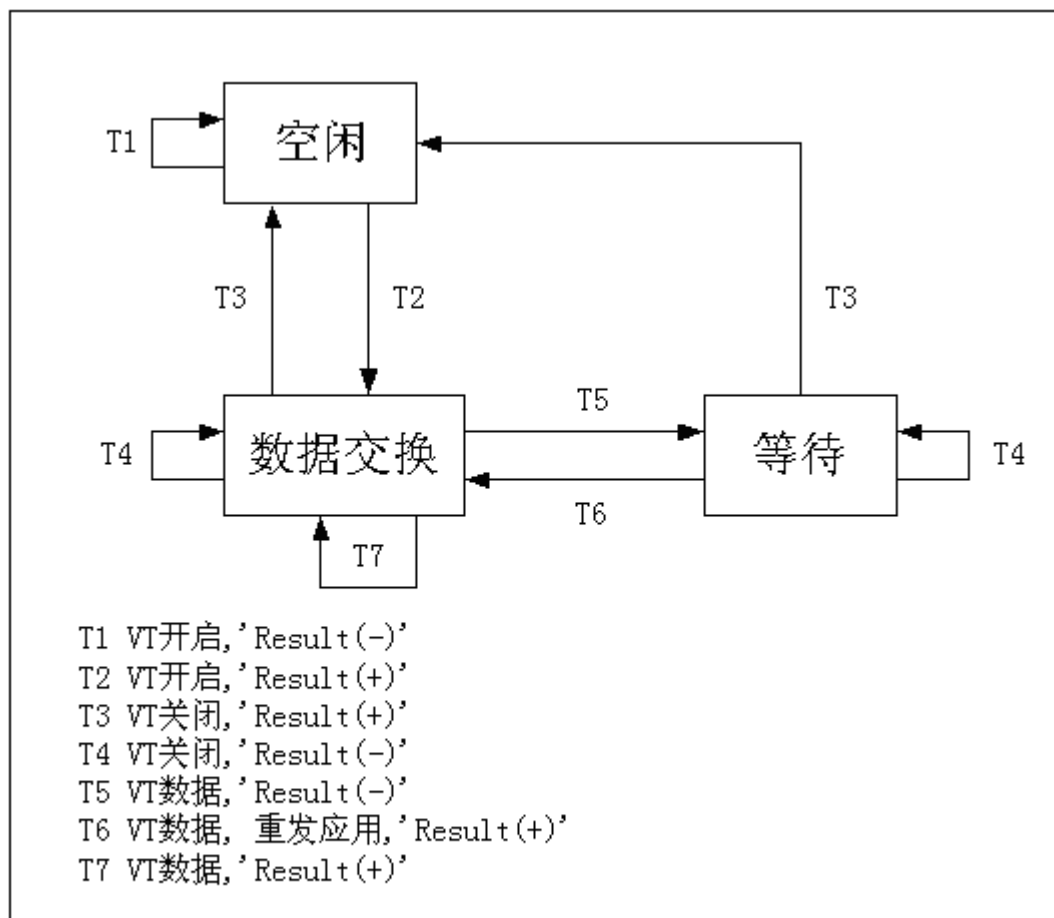 空闲
T1
T3
T2
T3
数据交换
T5
等待
T4
T4
T6
T7
T1 VT开启,'Result(-)'
T2 VT开启,'Result(+)'
T3 VT关闭,'Result(+)'
T4 VT关闭,'Result(-)'
T5 VT数据,'Result(-)'
T6 VT数据, 重发应用,'Result(+)'
T7 VT数据,'Result(+)'